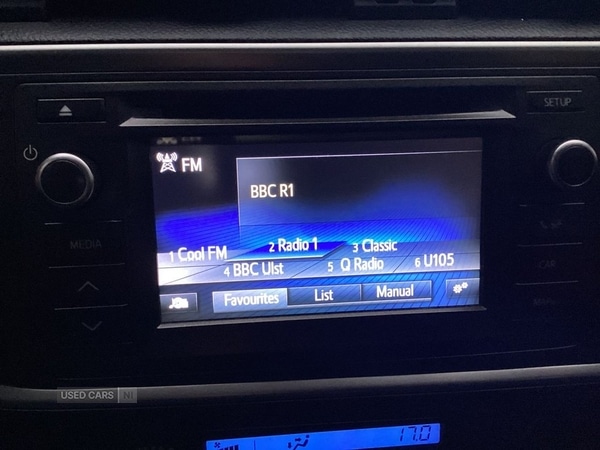 SETUP
FM
BBC R1
1 Cool FM 2 Radio 1 3 Classic
4 BBC Ulst 5 Q Radio 6 U105
MEDIA
CAR
Favourites List Manual
USED CARS NI
17.0